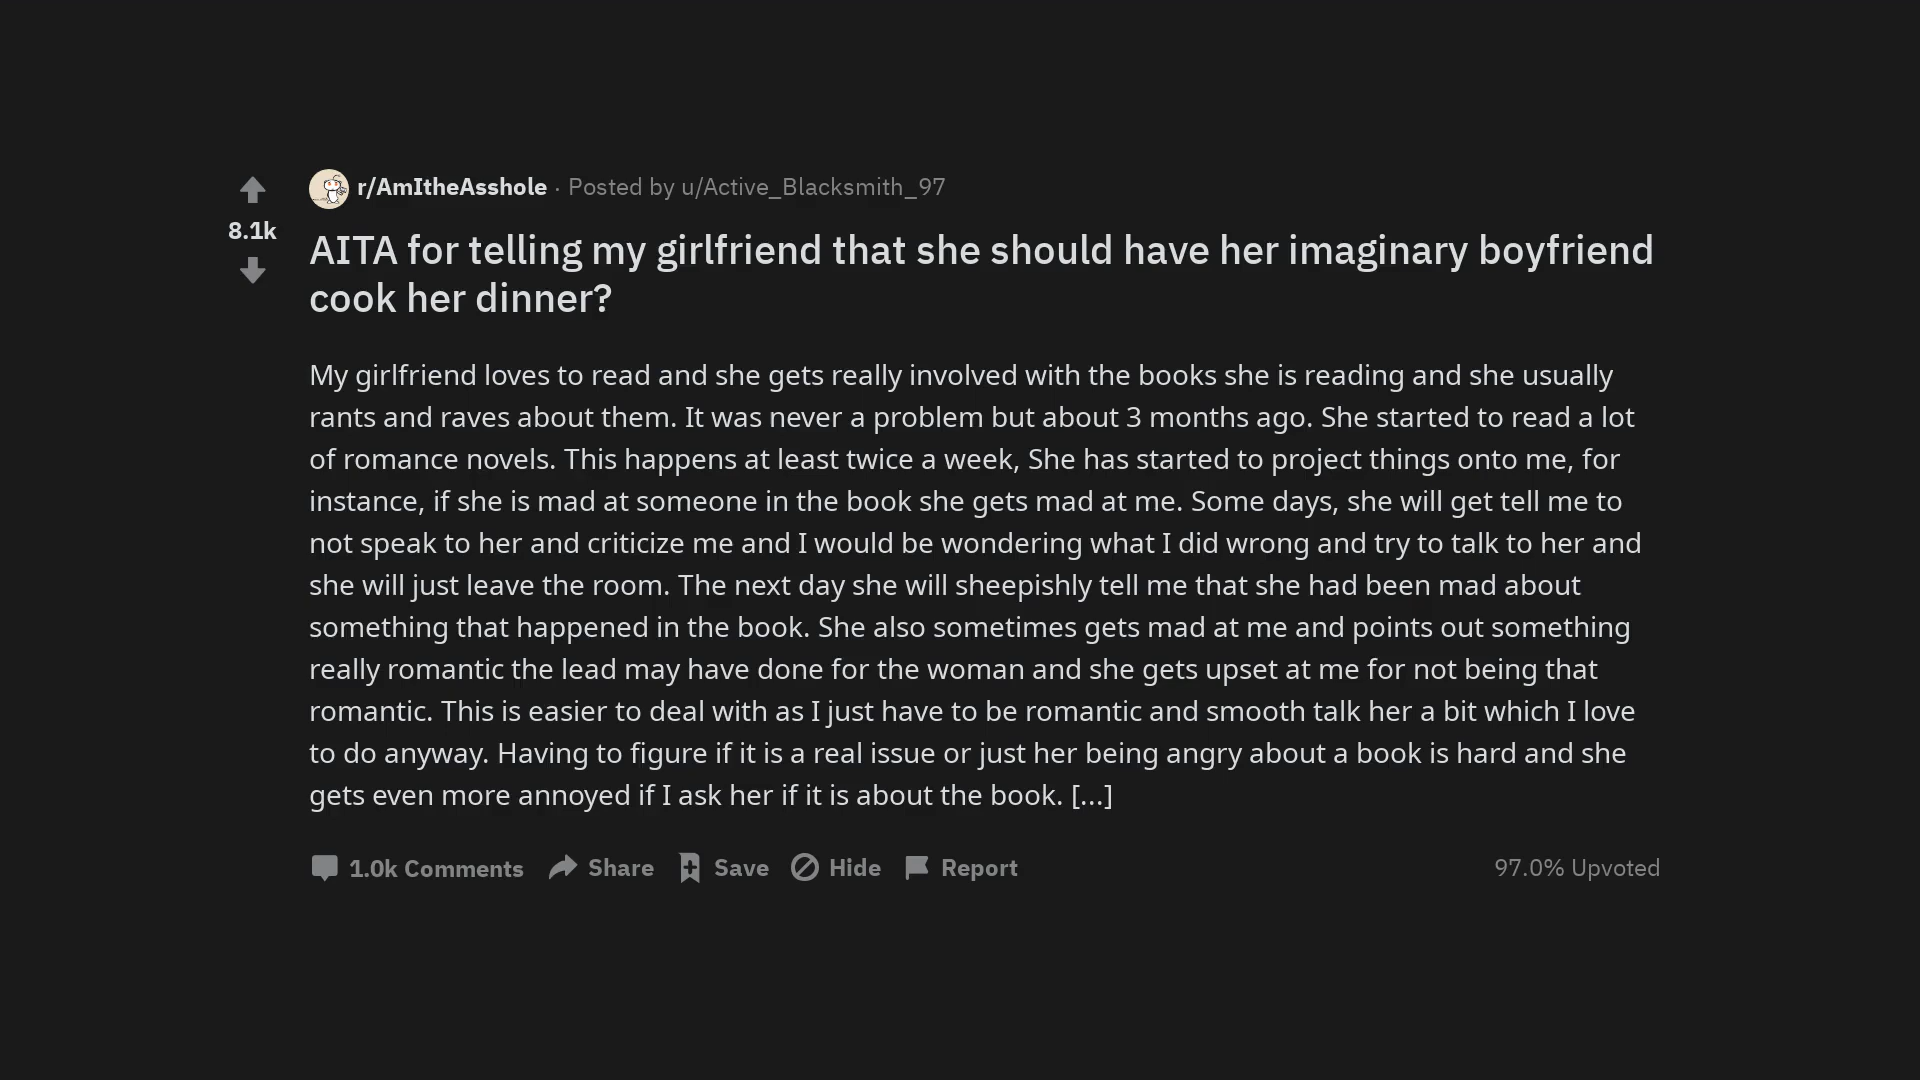 r/AmItheAsshole · Posted by u/Active_Blacksmith_97
8.1k
AITA for telling my girlfriend that she should have her imaginary boyfriend
cook her dinner?
My girlfriend loves to read and she gets really involved with the books she is reading and she usually
rants and raves about them. It was never a problem but about 3 months ago. She started to read a lot
of romance novels. This happens at least twice a week, She has started to project things onto me, for
instance, if she is mad at someone in the book she gets mad at me. Some days, she will get tell me to
not speak to her and criticize me and I would be wondering what I did wrong and try to talk to her and
she will just leave the room. The next day she will sheepishly tell me that she had been mad about
something that happened in the book. She also sometimes gets mad at me and points out something
really romantic the lead may have done for the woman and she gets upset at me for not being that
romantic. This is easier to deal with as I just have to be romantic and smooth talk her a bit which I love
to do anyway. Having to figure if it is a real issue or just her being angry about a book is hard and she
gets even more annoyed if I ask her if it is about the book. [...]
1.0k Comments Share Save Hide Report 97.0% Upvoted